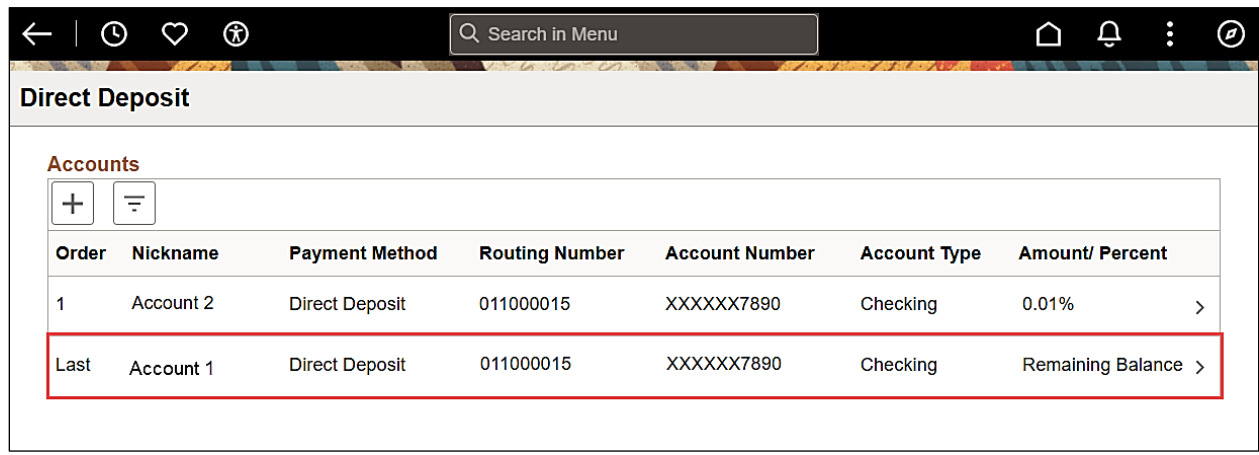 Search in Menu
Direct Deposit
Accounts
Order Nickname Payment Method Routing Number Account Number Account Type Amount/ Percent
1 Account 2 Direct Deposit 011000015 XXXXXX7890 Checking 0.01%
Last Account 1 Direct Deposit 011000015 XXXXXX7890 Checking Remaining Balance